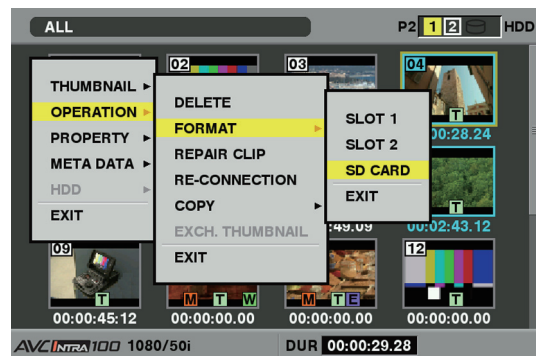 ALL
P2 1 2 HDD
02
03
04
THUMBNAIL
OPERATION
PROPERTY
META DATA
HDD
EXIT
DELETE
FORMAT
REPAIR CLIP
RE-CONNECTION
COPY
EXCH. THUMBNAIL
EXIT
SLOT 1
SLOT 2
SD CARD
EXIT
T
00:28.24
T
:49.09
00:02:43.12
09
12
T
M T W
M T E
T
00:00:45:12
00:00:00.00
00:00:00.00
00:00:00.00
AVC INTRA 100 1080/50i
DUR 00:00:29.28